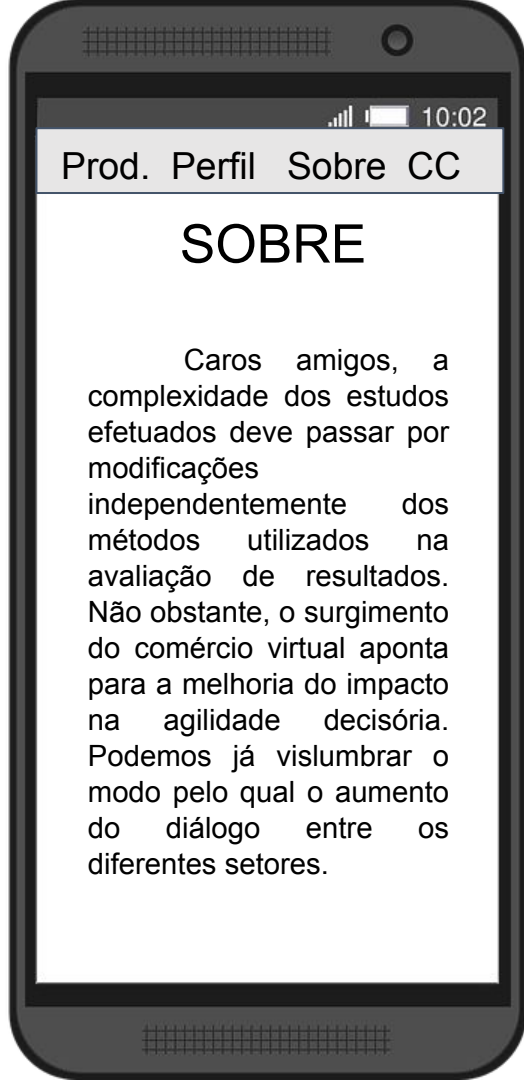 10:02
Prod. Perfil Sobre CC
SOBRE
Caros amigos, a
complexidade dos estudos
efetuados deve passar por
modificações
independentemente dos
métodos utilizados na
avaliação de resultados.
Não obstante, o surgimento
do comércio virtual aponta
para a melhoria do impacto
na agilidade decisória.
Podemos já vislumbrar o
modo pelo qual o aumento
do diálogo entre os
diferentes setores.